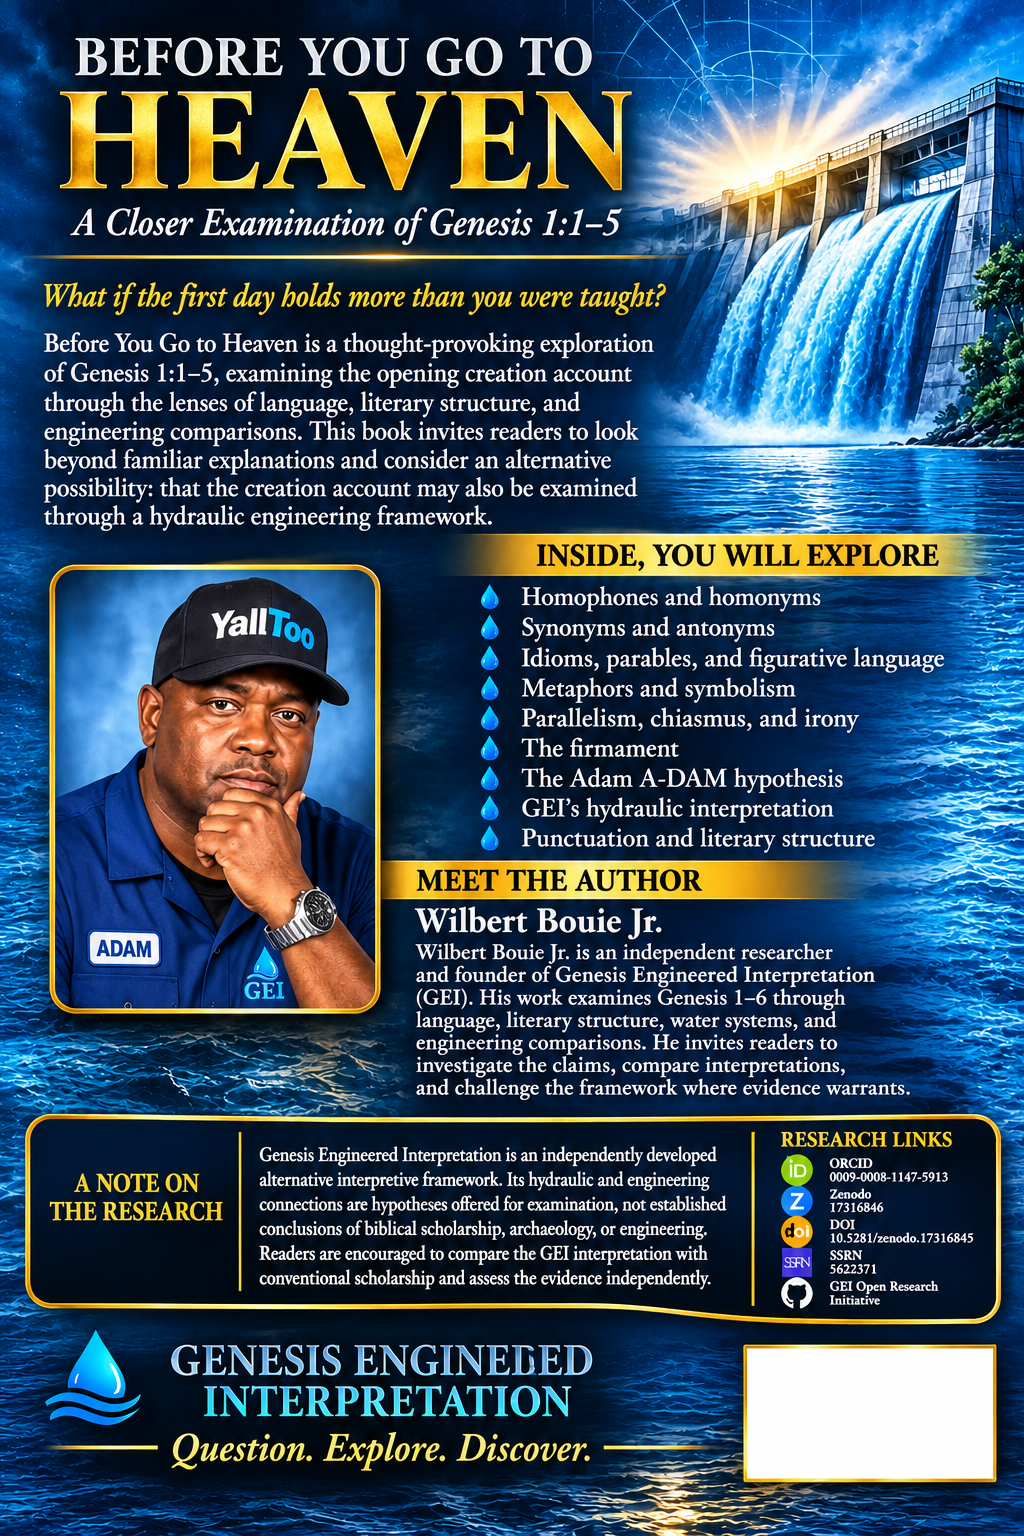 BEFORE YOU GO TO
HEAVEN
A Closer Examination of Genesis 1:1–5
What if the first day holds more than you were taught?
Before You Go to Heaven is a thought-provoking exploration
of Genesis 1:1–5, examining the opening creation account
through the lenses of language, literary structure, and
engineering comparisons. This book invites readers to look
beyond familiar explanations and consider an alternative
possibility: that the creation account may also be examined
through a hydraulic engineering framework.
INSIDE, YOU WILL EXPLORE
Homophones and homonyms
Synonyms and antonyms
Idioms, parables, and figurative language
Metaphors and symbolism
Parallelism, chiasmus, and irony
The firmament
The Adam A-DAM hypothesis
GEI's hydraulic interpretation
Punctuation and literary structure
YallToo
ADAM
GEI
MEET THE AUTHOR
Wilbert Bouie Jr.
Wilbert Bouie Jr. is an independent researcher
and founder of Genesis Engineered Interpretation
(GEI). His work examines Genesis 1–6 through
language, literary structure, water systems, and
engineering comparisons. He invites readers to
investigate the claims, compare interpretations,
and challenge the framework where evidence warrants.
A NOTE ON
THE RESEARCH
Genesis Engineered Interpretation is an independently developed
alternative interpretive framework. Its hydraulic and engineering
connections are hypotheses offered for examination, not established
conclusions of biblical scholarship, archaeology, or engineering.
Readers are encouraged to compare the GEI interpretation with
conventional scholarship and assess the evidence independently.
RESEARCH LINKS
iD
ORCID
0009-0008-1147-5913
Z
Zenodo
17316846
doi
DOI
10.5281/zenodo.17316845
SSRN
SSRN
5622371
GEI Open Research
Initiative
GENESIS ENGINEERED
INTERPRETATION
Question. Explore. Discover.